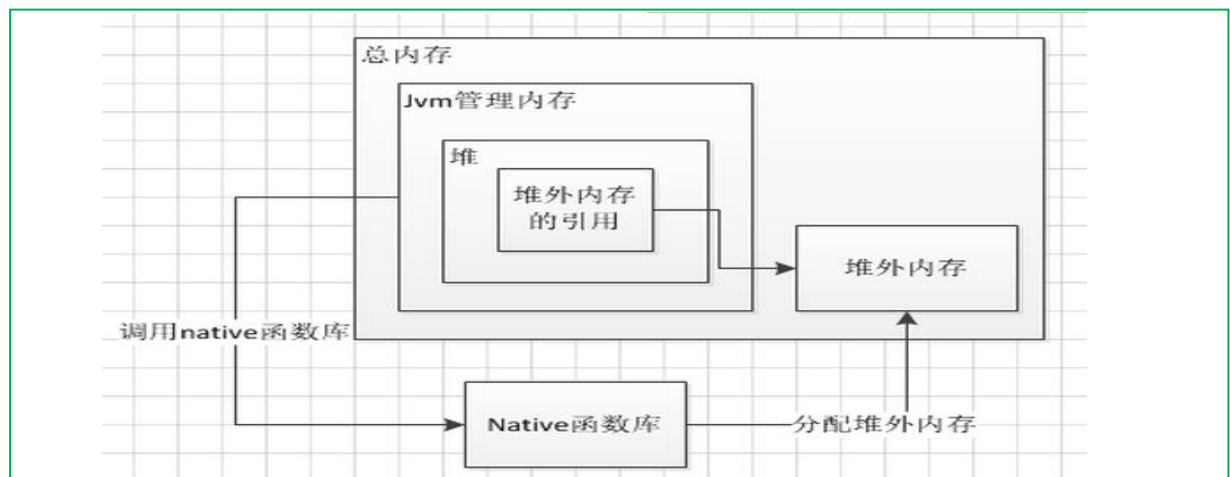 总内存
Jvm管理内存
堆
堆外内存
的引用
堆外内存
调用native函数库
Native函数库
分配堆外内存